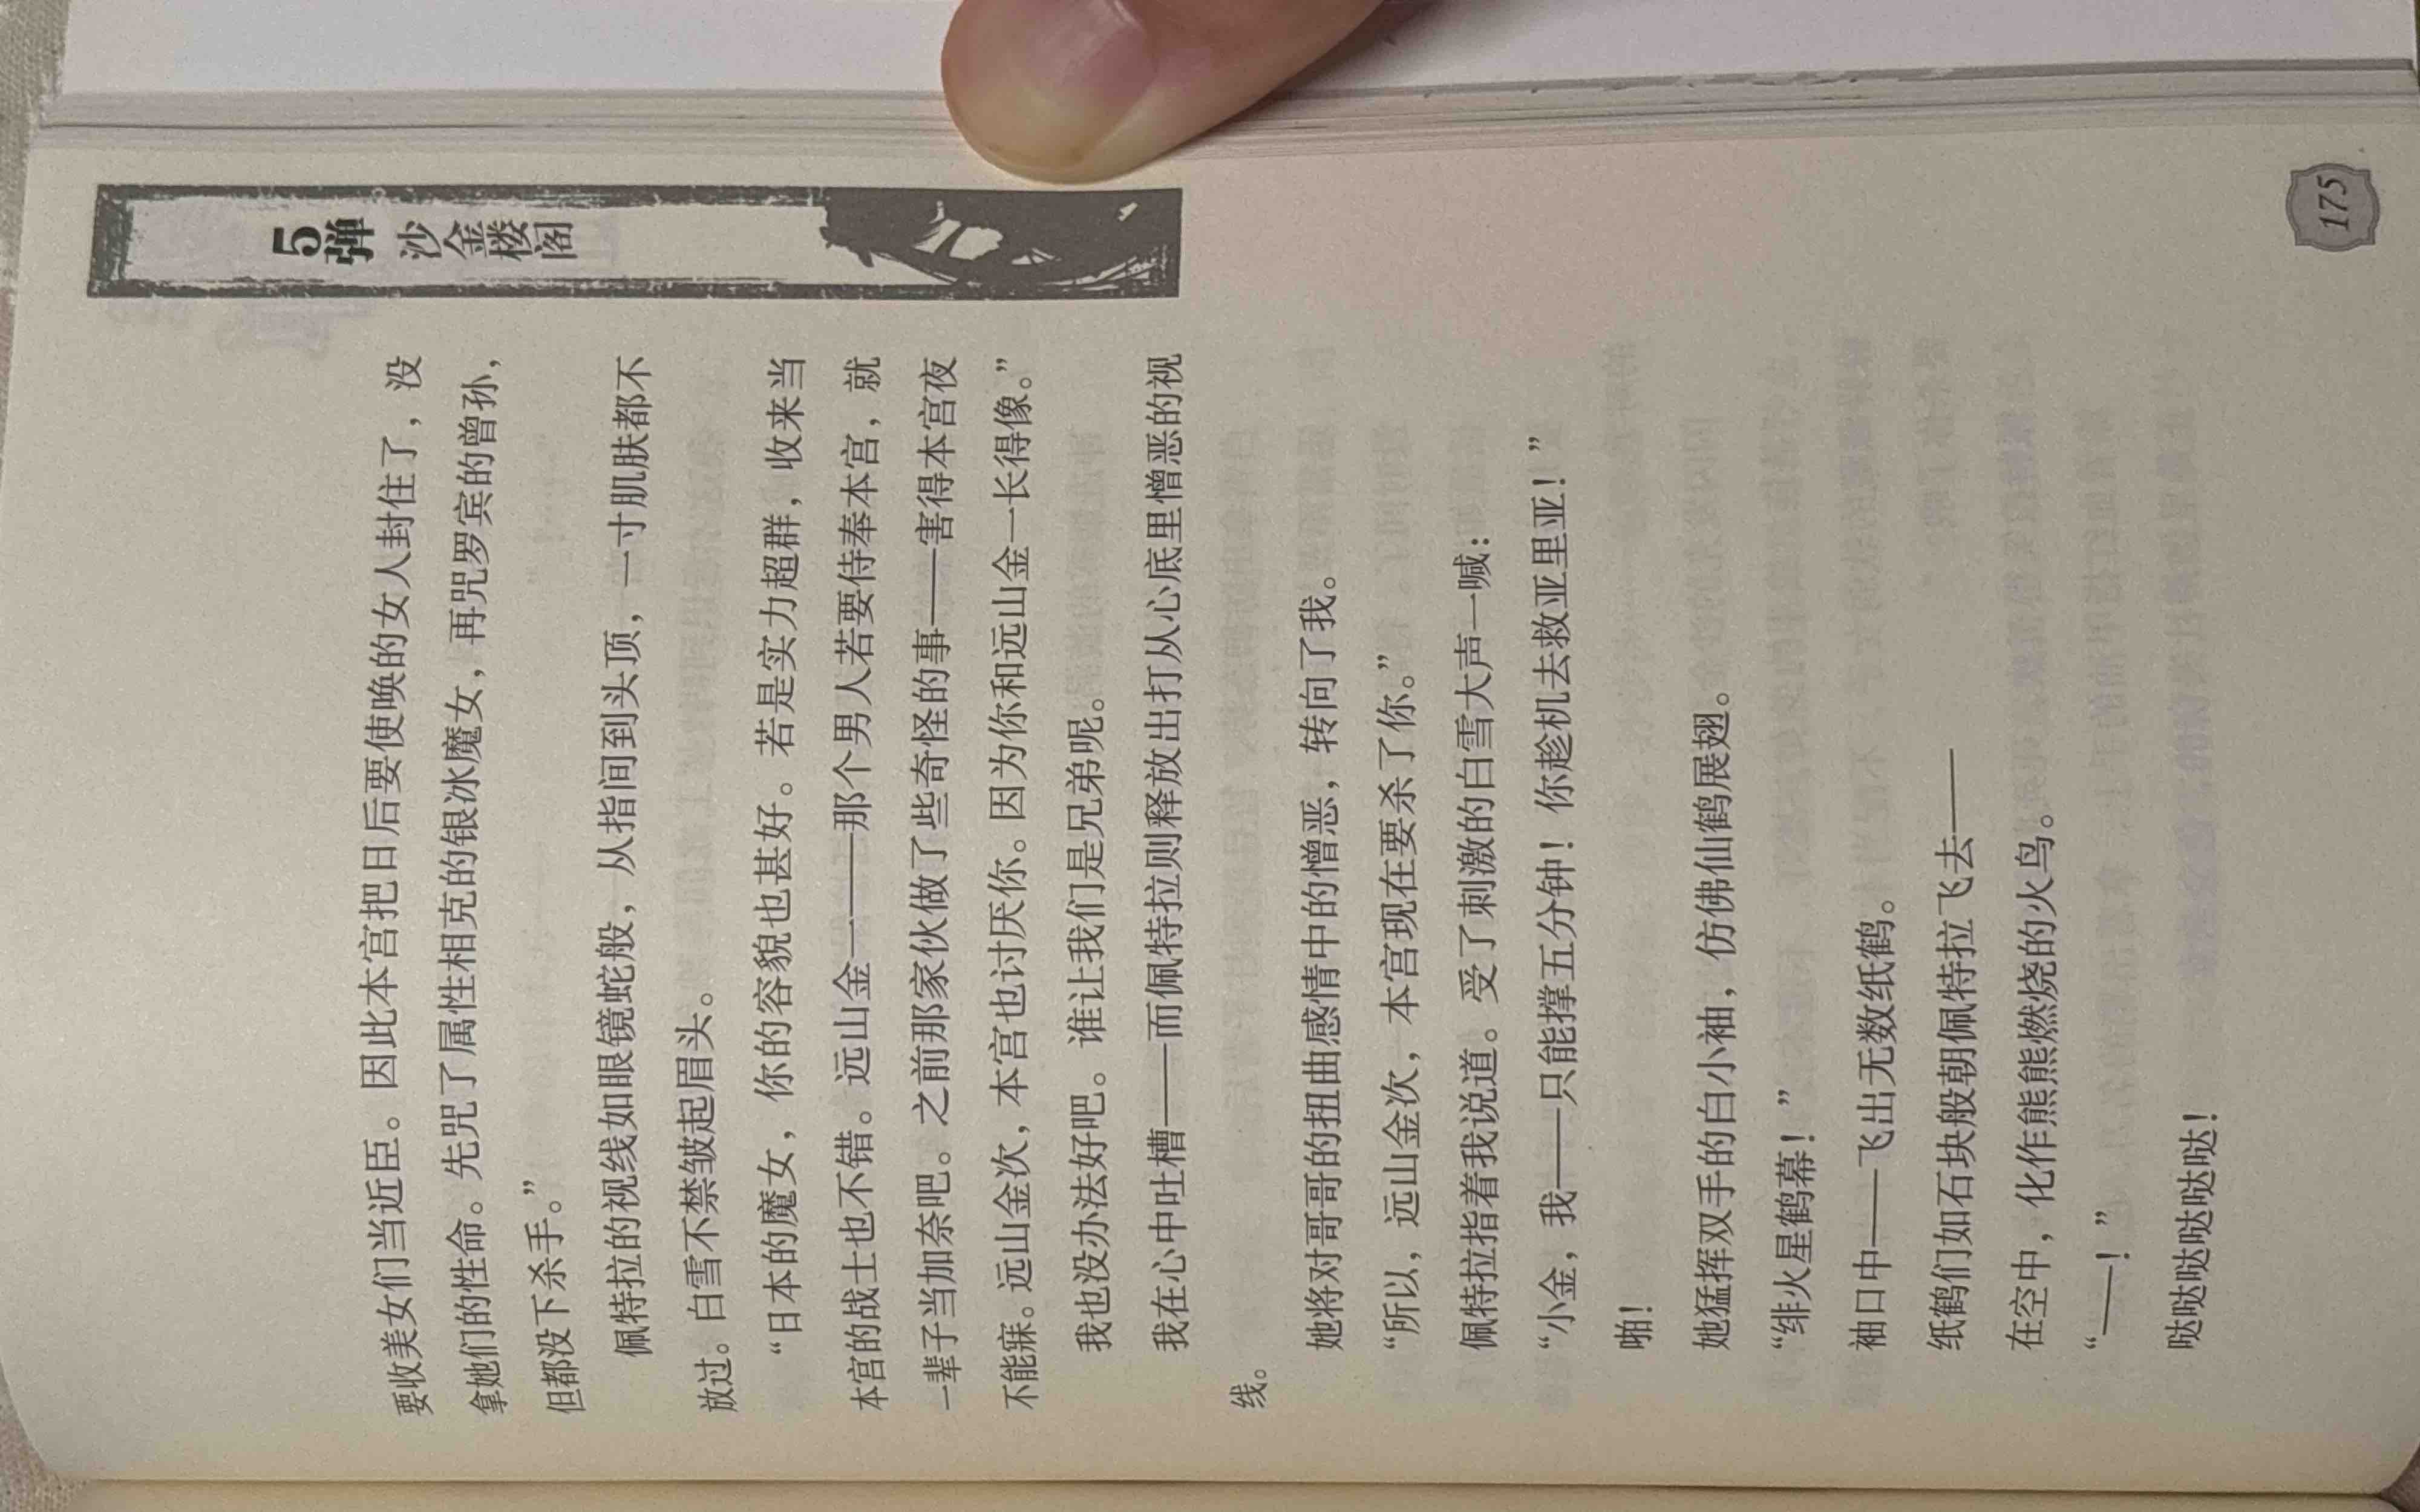 要收美女们当近臣。因此本宫把日后要使唤的女人封住了，没
拿她们的性命。先咒了属性相克的银冰魔女，再咒罗宾的曾孙，
但都没下杀手。”
佩特拉的视线如眼镜蛇般，从指间到头顶，一寸肌肤都不
放过。白雪不禁皱起眉头。
“日本的魔女，你的容貌也甚好。若是实力超群，收来当
本宫的战士也不错。远山金一——那个男人若要侍奉本宫，就
一辈子当加奈吧。之前那家伙做了些奇怪的事——害得本宫夜
不能寐。远山金次，本宫也讨厌你。因为你和远山金一长得像。”
我也没办法好吧。谁让我们是兄弟呢。
我在心中吐槽——而佩特拉则释放出打从心底里憎恶的视
线。
她将对哥哥的扭曲感情中的憎恶，转向了我。
“所以，远山金次，本宫现在要杀了你。”
佩特拉指着我说道。受了刺激的白雪大声一喊：
“小金，我——只能撑五分钟！你趁机去救亚里亚！”
啪！
她猛挥双手的白小袖，仿佛仙鹤展翅。
“绯火星鹤幕！”
袖口中——飞出无数纸鹤。
纸鹤们如石块般朝佩特拉飞去——
在空中，化作熊熊燃烧的火鸟。
“——！”
哒哒哒哒哒哒！
5弹 沙金楼阁
175